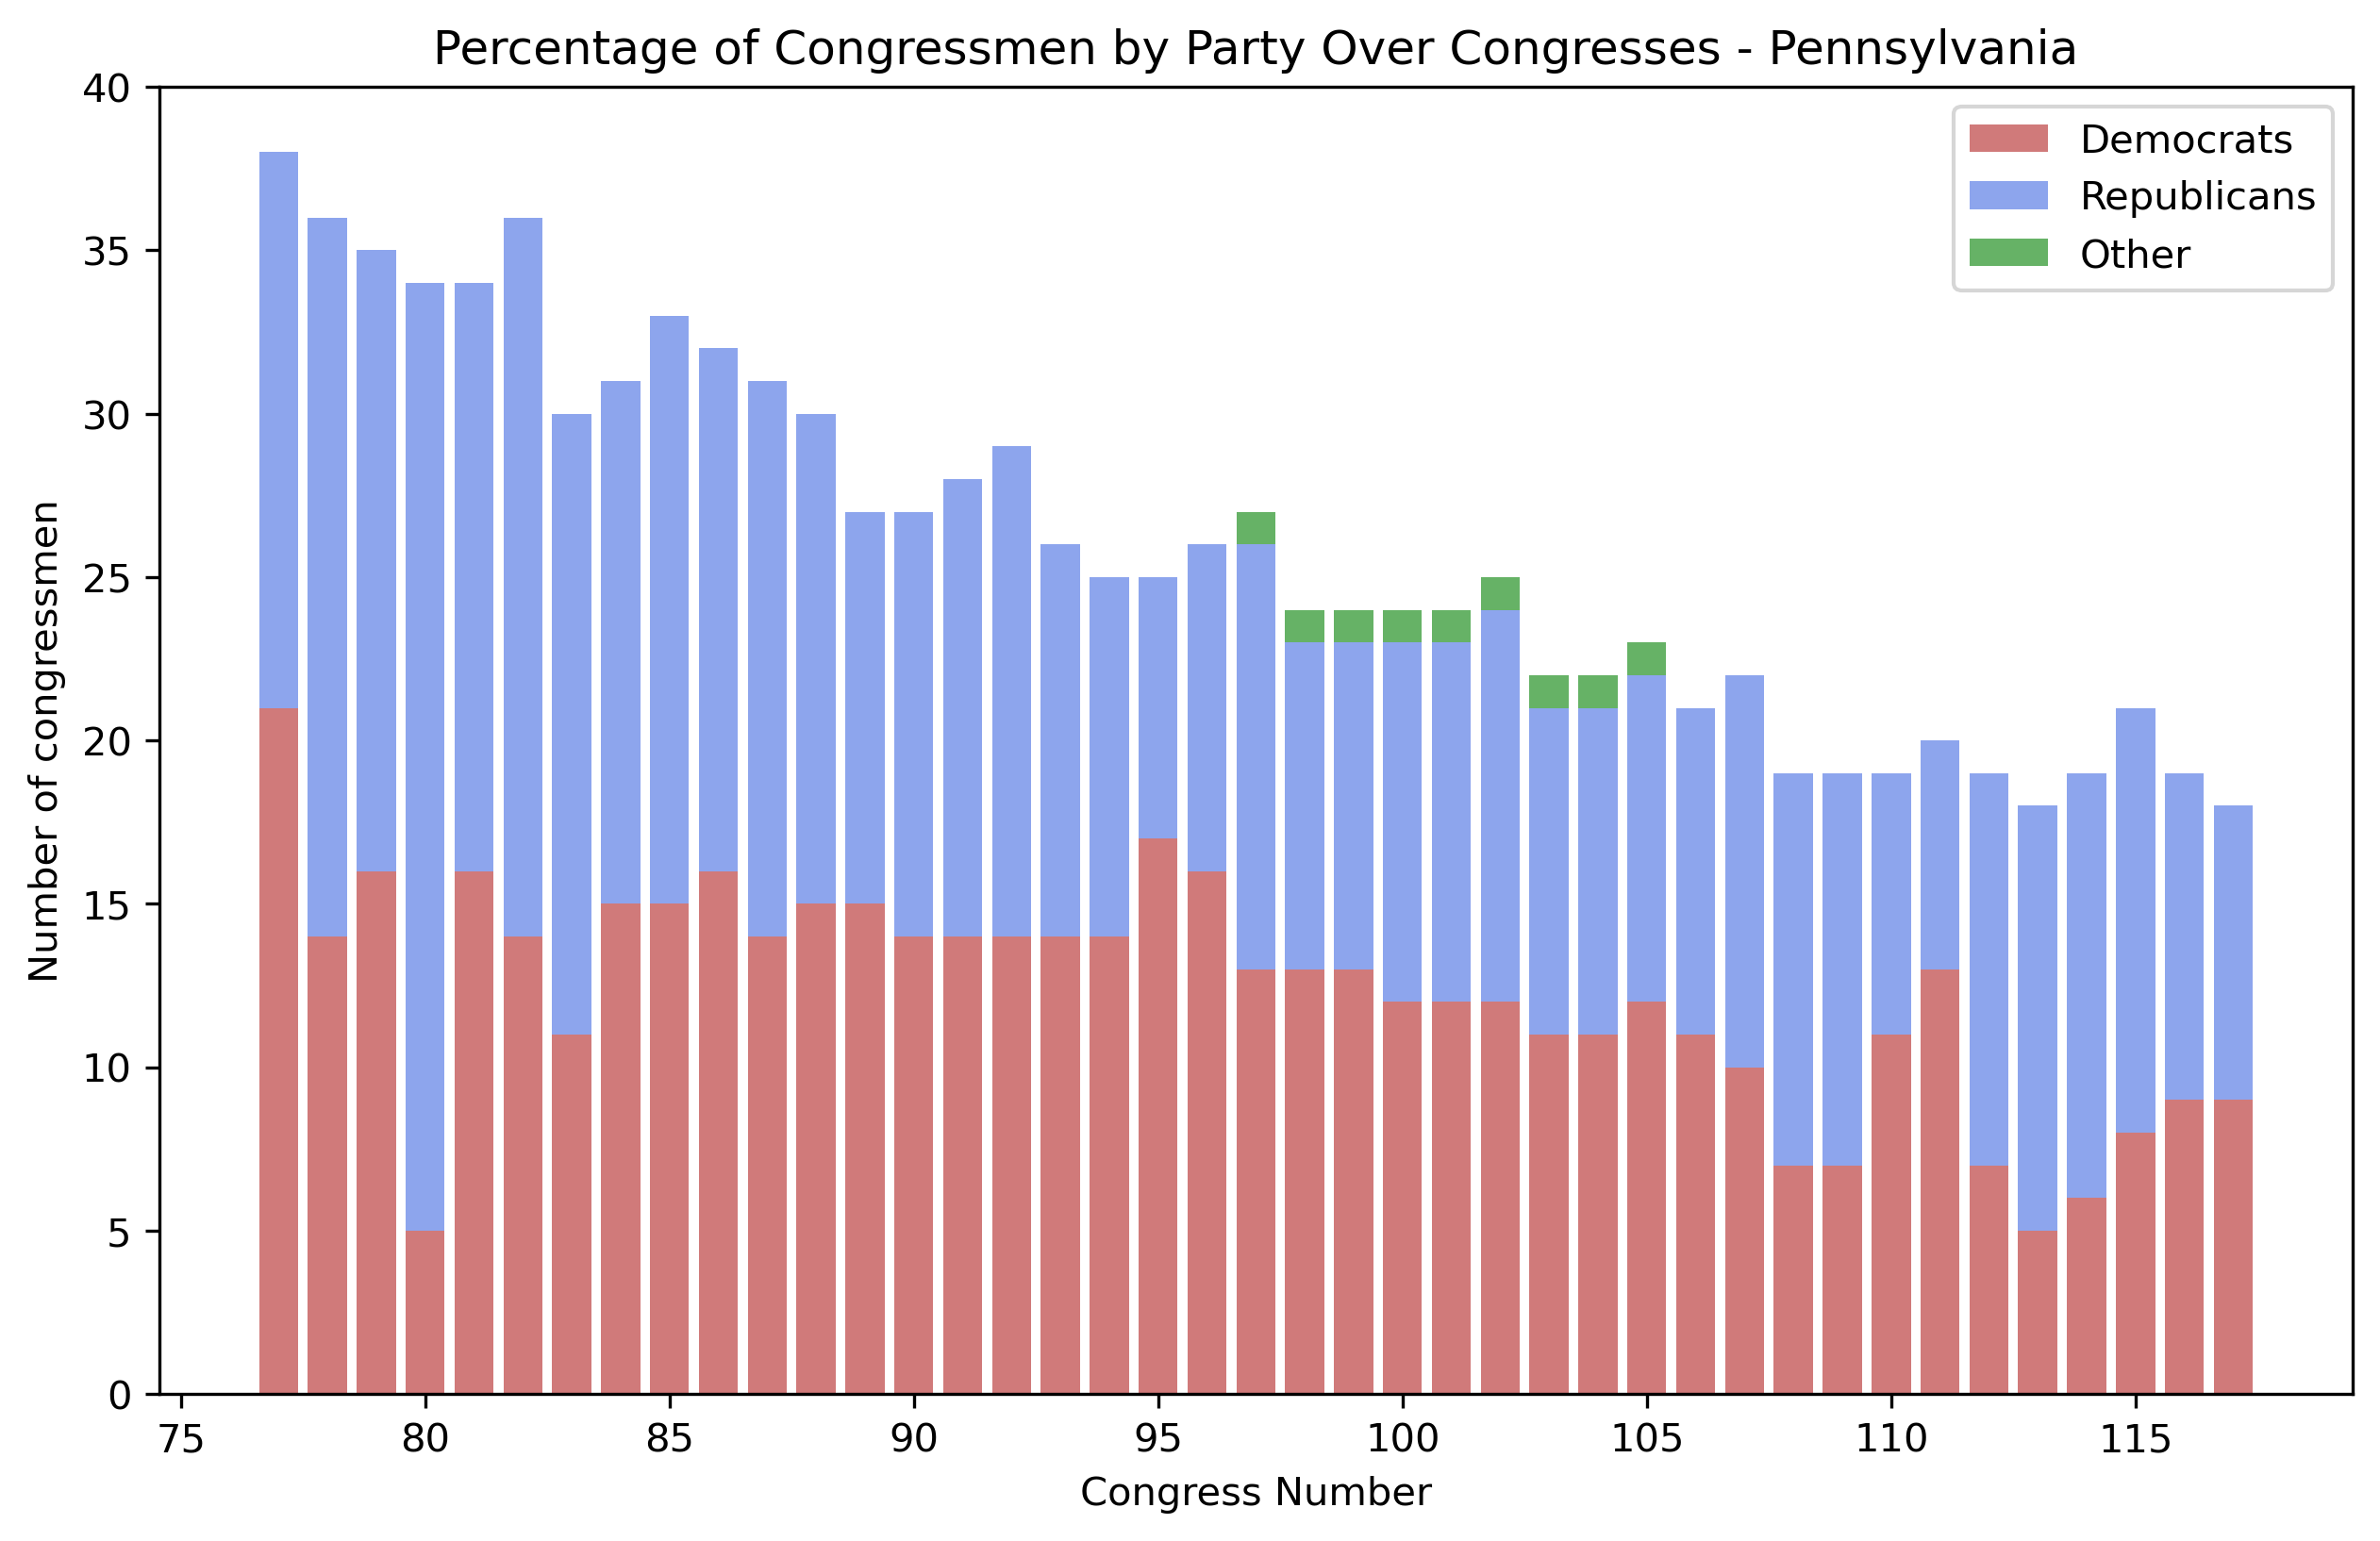 Percentage of Congressmen by Party Over Congresses - Pennsylvania
40
35
30
25
20
15
10
5
0
Number of congressmen
Democrats
Republicans
Other
75 80 85 90 95 100 105 110 115
Congress Number